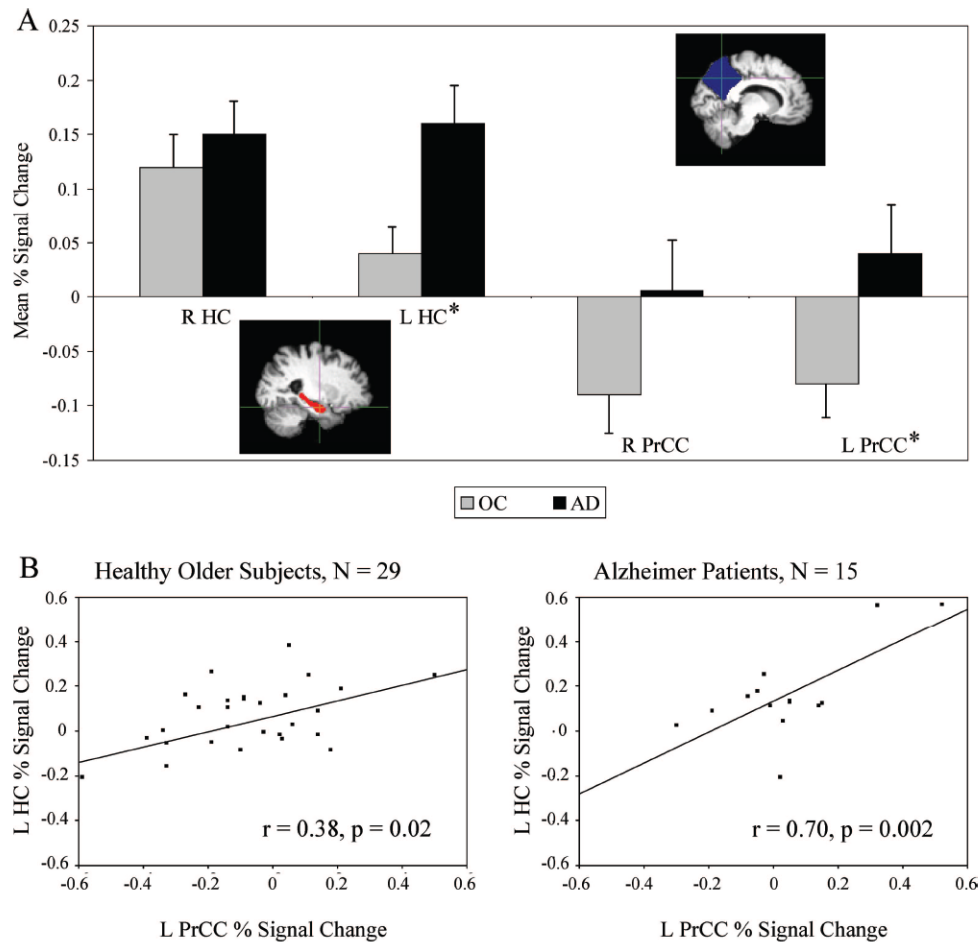 A
0.25
0.2
0.15
0.1
0.05
0
-0.05
-0.1
-0.15
Mean % Signal Change
R HC
L HC*
R PrCC
L PrCC*
OC AD
B
Healthy Older Subjects, N = 29
0.6
0.4
0.2
0
-0.2
-0.4
-0.6
L HC % Signal Change
r = 0.38, p = 0.02
-0.6 -0.4 -0.2 0 0.2 0.4 0.6
L PrCC % Signal Change
Alzheimer Patients, N = 15
0.6
0.4
0.2
0
-0.2
-0.4
-0.6
L HC % Signal Change
r = 0.70, p = 0.002
-0.6 -0.4 -0.2 0 0.2 0.4 0.6
L PrCC % Signal Change